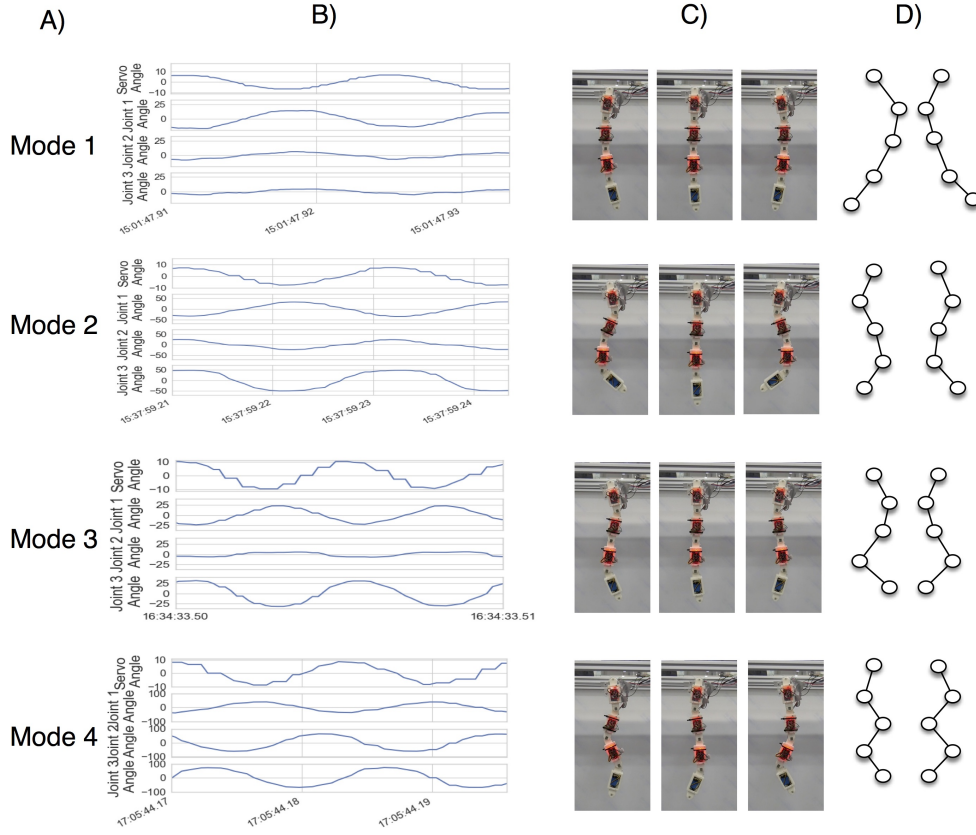 A)
B)
C)
D)
Mode 1
Servo Angle
10
0
−10
Joint 1 Angle
25
0
Joint 2 Angle
25
0
Joint 3 Angle
25
0
15:01:47.91
15:01:47.92
15:01:47.93
Mode 2
Servo Angle
10
0
−10
Joint 1 Angle
50
0
−50
Joint 2 Angle
50
0
−50
Joint 3 Angle
50
0
−50
15:37:59.21
15:37:59.22
15:37:59.23
15:37:59.24
Mode 3
Servo Angle
10
0
−10
Joint 1 Angle
25
0
−25
Joint 2 Angle
25
0
−25
Joint 3 Angle
25
0
−25
16:34:33.50
16:34:33.51
Mode 4
Servo Angle
10
0
−10
Joint 1 Angle
100
0
−100
Joint 2 Angle
100
0
Joint 3 Angle
100
0
−100
17:05:44.17
17:05:44.18
17:05:44.19